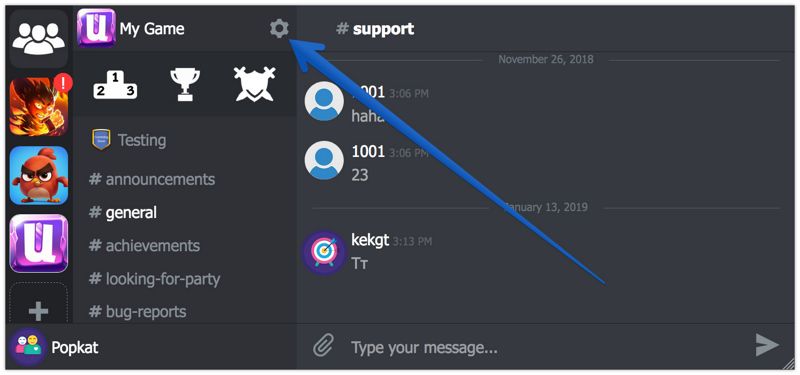 My Game
# support
November 26, 2018
1 2 3
1001 3:06 PM
haha
Testing
1001 3:06 PM
23
# announcements
# general
January 13, 2019
# achievements
kekgt 3:13 PM
Тт
# looking-for-party
# bug-reports
Popkat
Type your message...